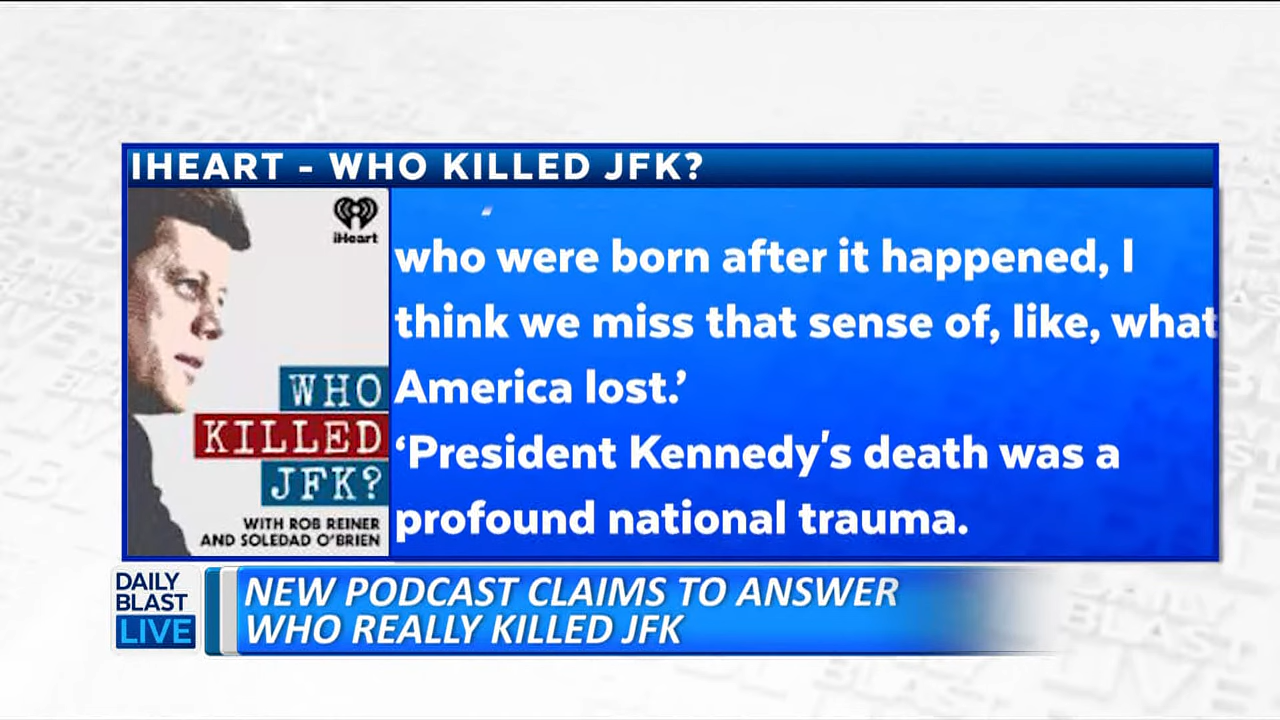 IHEART - WHO KILLED JFK?
iHeart
WHO
KILLED
JFK?
WITH ROB REINER
AND SOLEDAD O'BRIEN
who were born after it happened, I
think we miss that sense of, like, what
America lost.’
‘President Kennedy's death was a
profound national trauma.
DAILY
BLAST
LIVE
NEW PODCAST CLAIMS TO ANSWER
WHO REALLY KILLED JFK